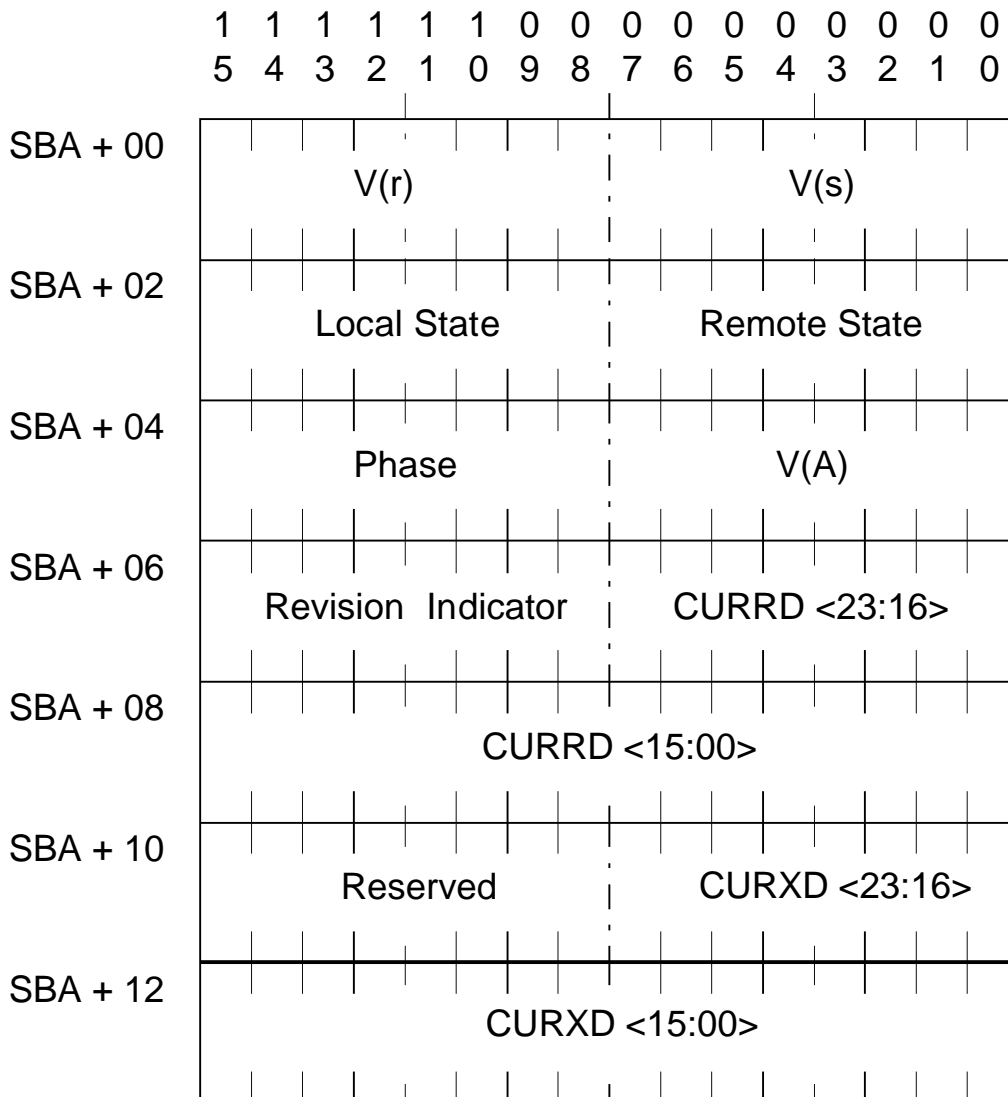 1 1 1 1 1 1 0 0 0 0 0 0 0 0 0 0
5 4 3 2 1 0 9 8 7 6 5 4 3 2 1 0
SBA + 00
V(r) V(s)
SBA + 02
Local State Remote State
SBA + 04
Phase V(A)
SBA + 06
Revision Indicator CURRD <23:16>
SBA + 08
CURRD <15:00>
SBA + 10
Reserved CURXD <23:16>
SBA + 12
CURXD <15:00>